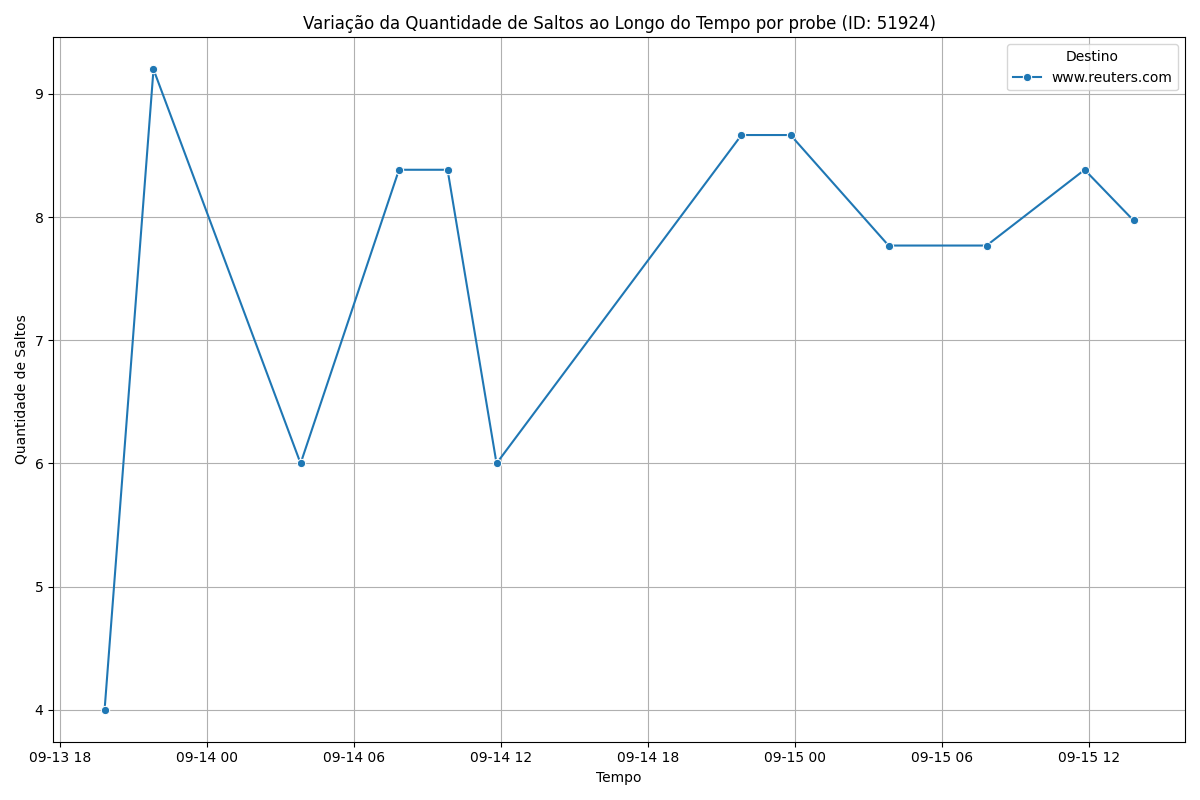 Variação da Quantidade de Saltos ao Longo do Tempo por probe (ID: 51924)
Destino
www.reuters.com
Quantidade de Saltos
9
8
7
6
5
4
09-13 18
09-14 00
09-14 06
09-14 12
09-14 18
09-15 00
09-15 06
09-15 12
Tempo